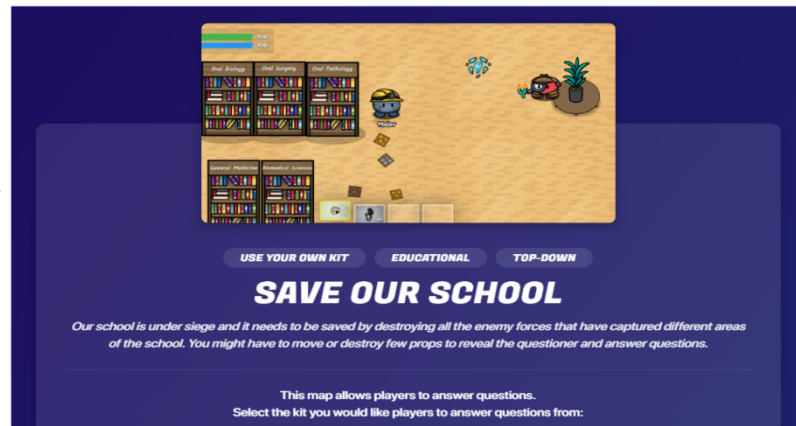 100
100
Oral Biology Oral Surgery Oral Pathology
General Medicine Biomedical Sciences
USE YOUR OWN KIT EDUCATIONAL TOP-DOWN
SAVE OUR SCHOOL
Our school is under siege and it needs to be saved by destroying all the enemy forces that have captured different areas
of the school. You might have to move or destroy few props to reveal the questioner and answer questions.
This map allows players to answer questions.
Select the kit you would like players to answer questions from: